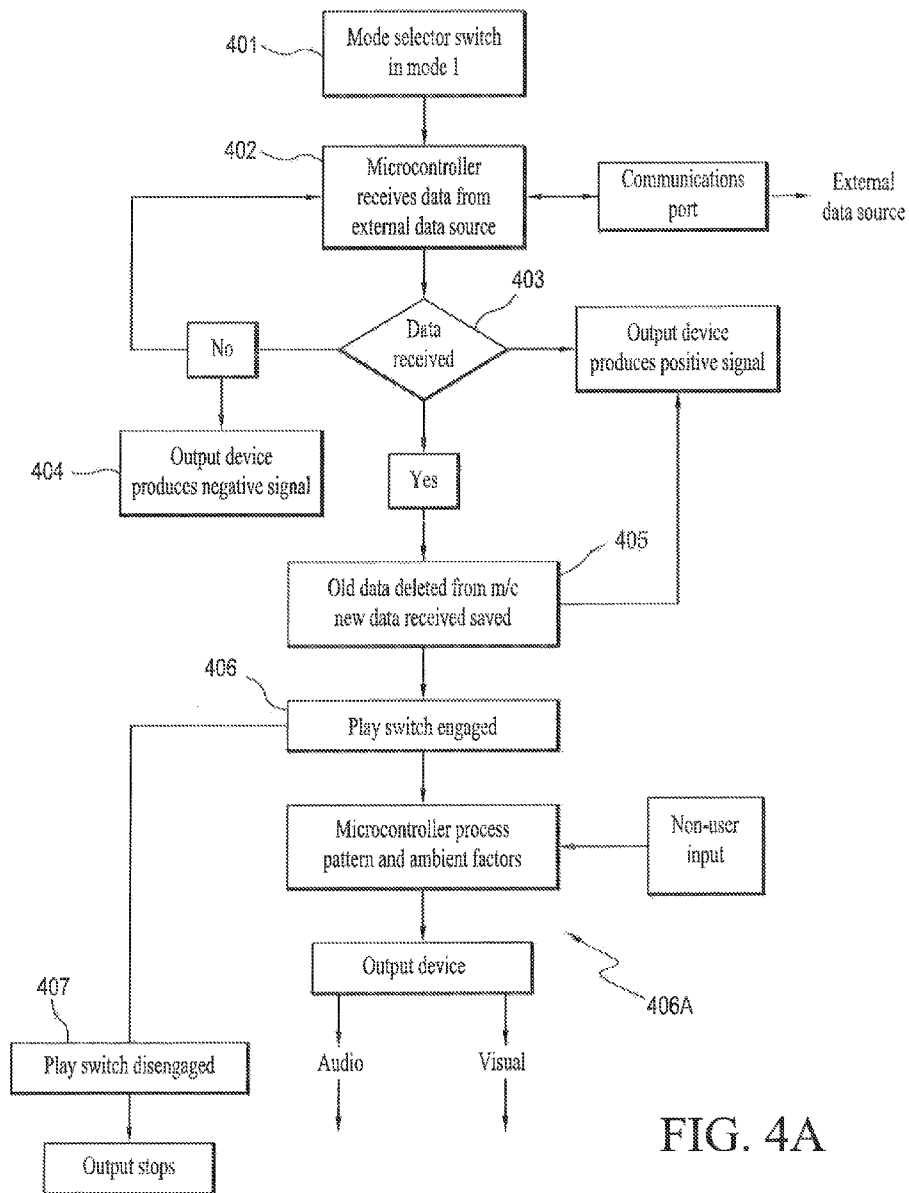 401
Mode selector switch
in mode 1
402
Microcontroller
receives data from
external data source
Communications
port
External
data source
403
Data
received
No
Output device
produces positive signal
404
Output device
produces negative signal
Yes
405
Old data deleted from m/c
new data received saved
406
Play switch engaged
Microcontroller process
pattern and ambient factors
Non-user
input
Output device
406A
407
Play switch disengaged
Audio
Visual
Output stops
FIG. 4A